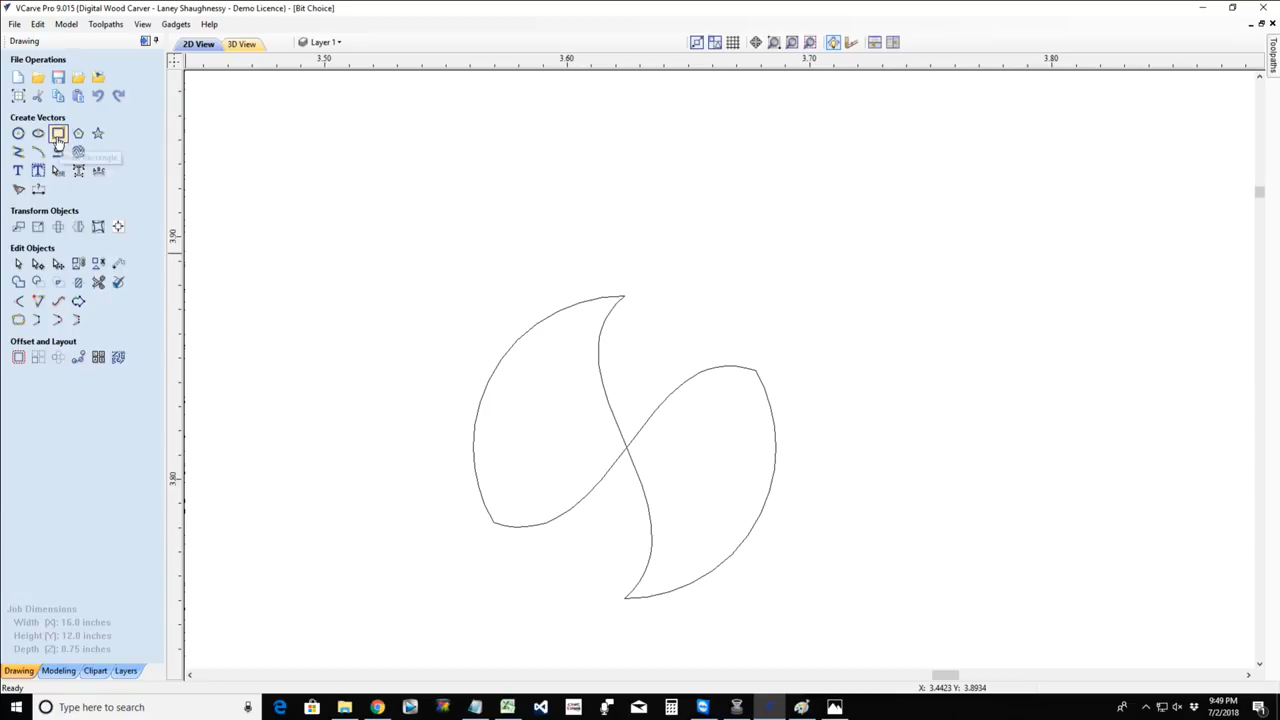 VCarve Pro 9.015 {Digital Wood Carver - Laney Shaughnessy - Demo Licence} - [Bit Choice]
File Edit Model Toolpaths View Gadgets Help
Drawing
2D View 3D View Layer 1
Toolpaths
File Operations
3.50 3.60 3.70 3.80
Create Vectors
3.90
Transform Objects
Edit Objects
Offset and Layout
3.80
Job Dimensions
Width (X): 16.0 inches
Height (Y): 12.0 inches
Depth (Z): 0.75 inches
Drawing Modeling Clipart Layers
Ready
X: 3.4423 Y: 3.8934
Type here to search
9:49 PM
7/2/2018